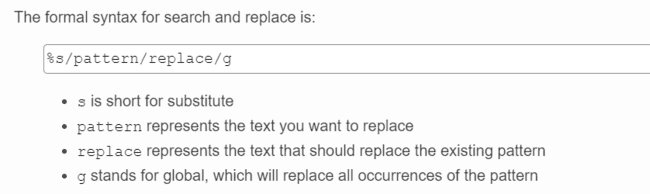 The formal syntax for search and replace is:
%s/pattern/replace/g
• s is short for substitute
• pattern represents the text you want to replace
• replace represents the text that should replace the existing pattern
• g stands for global, which will replace all occurrences of the pattern